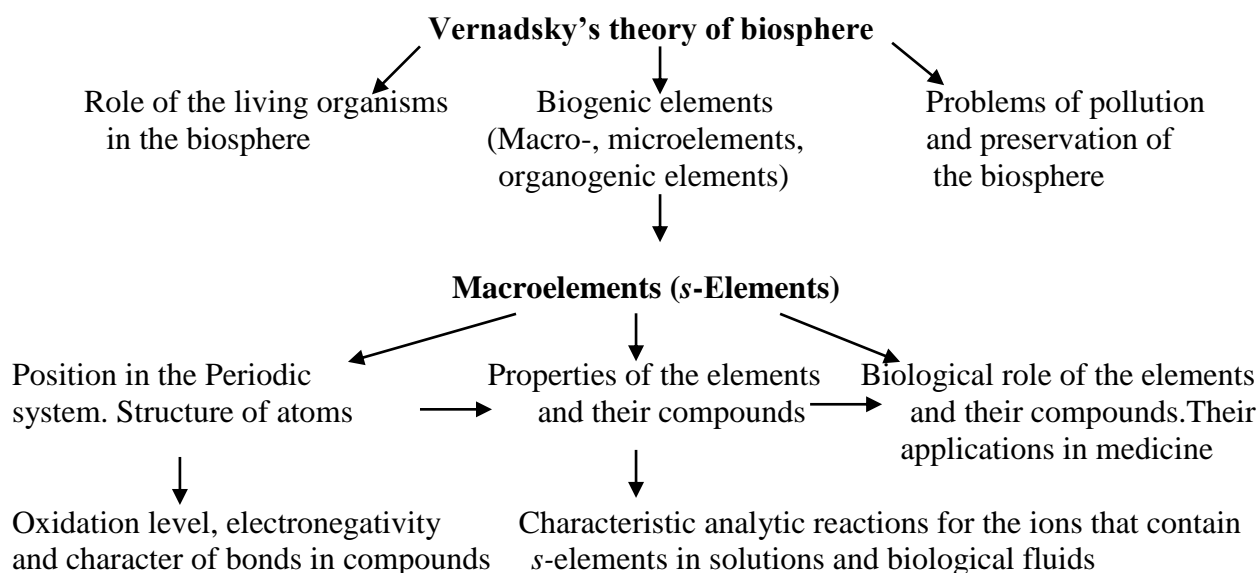 Vernadsky’s theory of biosphere
Role of the living organisms
in the biosphere
Biogenic elements
(Macro-, microelements,
organogenic elements)
Problems of pollution
and preservation of
the biosphere
Macroelements (s-Elements)
Position in the Periodic
system. Structure of atoms
Properties of the elements
and their compounds
Biological role of the elements
and their compounds.Their
applications in medicine
Oxidation level, electronegativity
and character of bonds in compounds
Characteristic analytic reactions for the ions that contain
s-elements in solutions and biological fluids